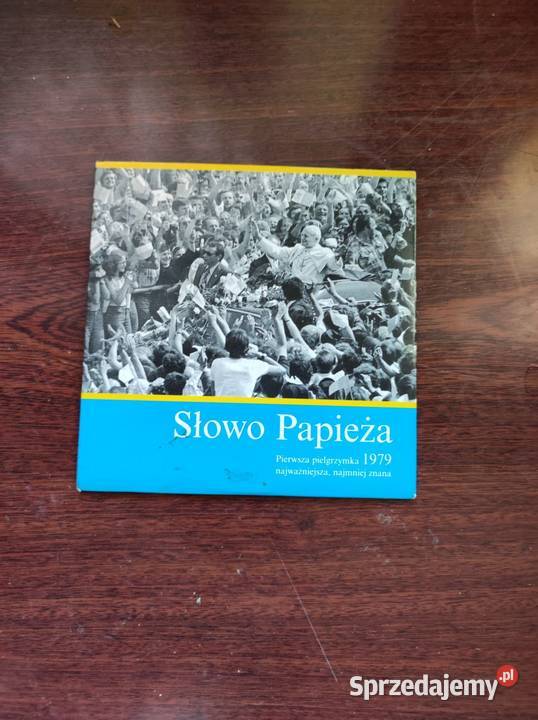 Słowo Papieża
Pierwsza pielgrzymka 1979
najważniejsza, najmniej znana
Sprzedajemy.pl